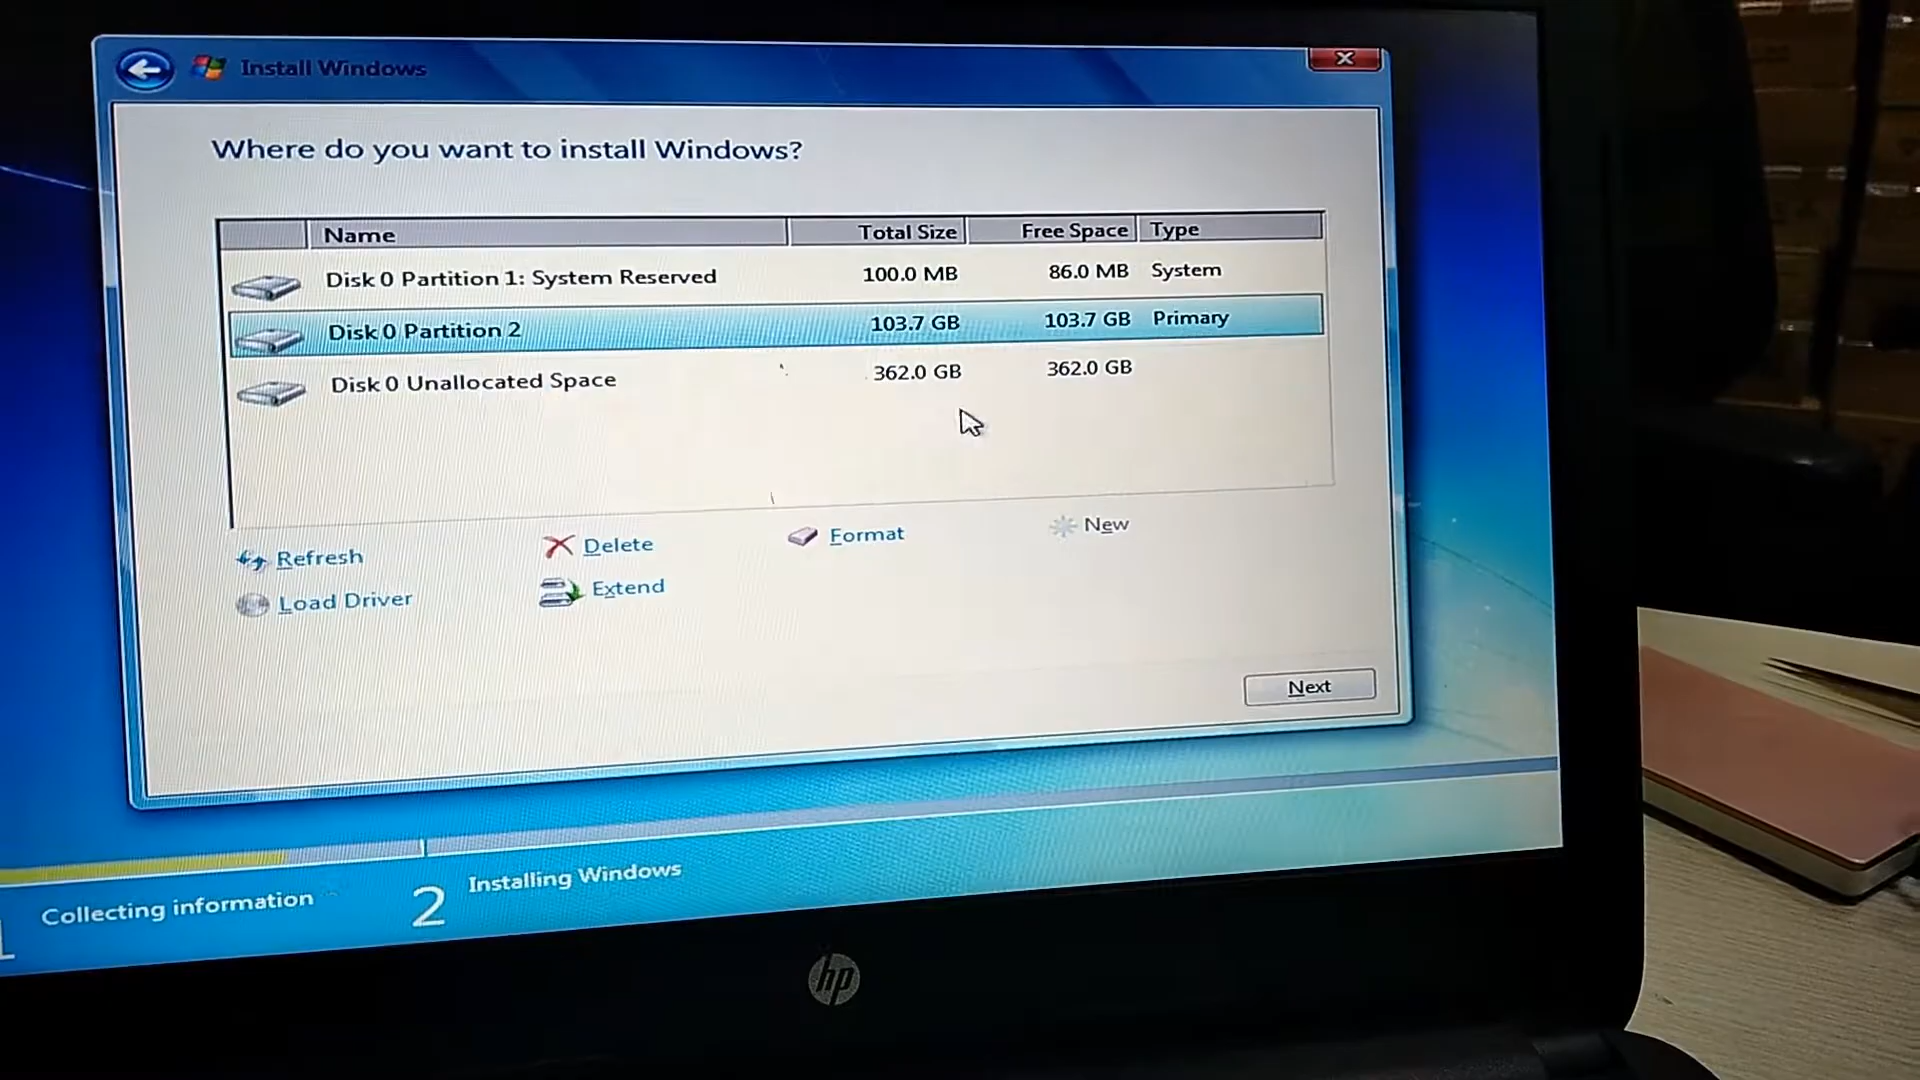 Install Windows
Where do you want to install Windows?
Name Total Size Free Space Type
Disk 0 Partition 1: System Reserved 100.0 MB 86.0 MB System
Disk 0 Partition 2 103.7 GB 103.7 GB Primary
Disk 0 Unallocated Space 362.0 GB 362.0 GB
Refresh Delete Format New
Load Driver Extend
Next
1 Collecting information 2 Installing Windows
hp